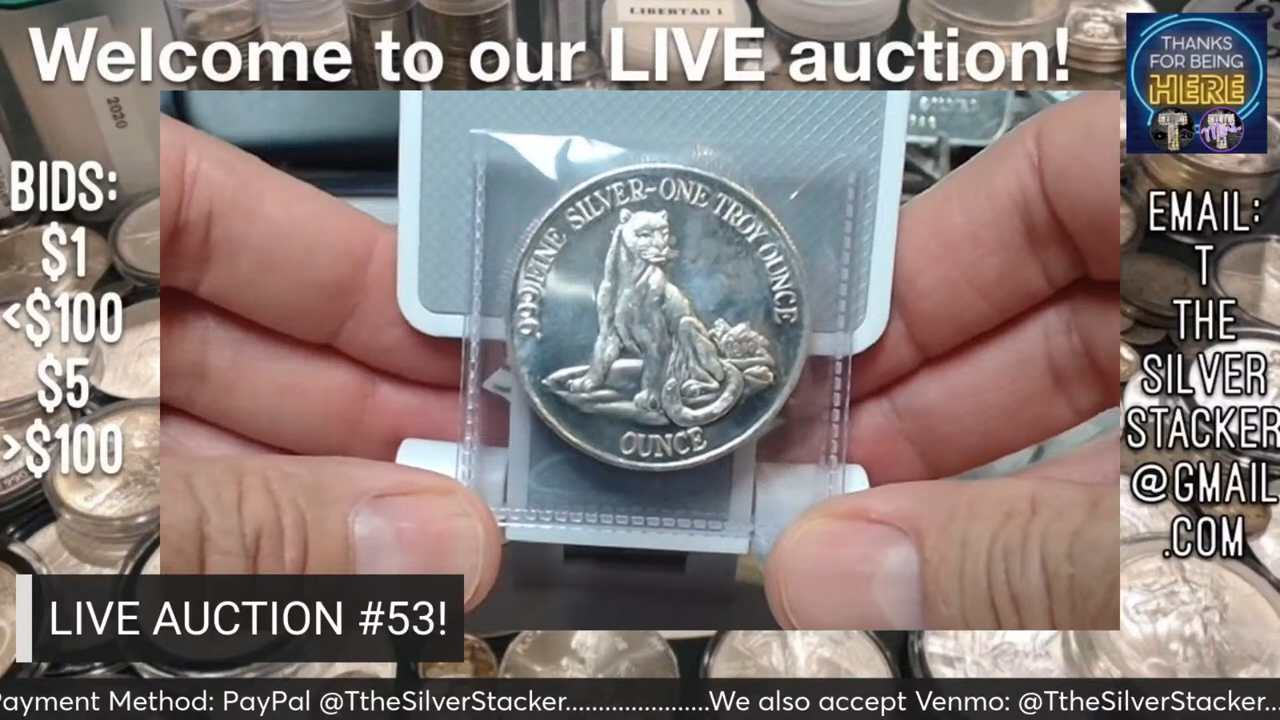 LIBERTAD 1
Welcome to our LIVE auction!
THANKS
FOR BEING
HERE
2020
BIDS:
$1
<$100
$5
>$100
.999 FINE SILVER-ONE TROY OUNCE
OUNCE
EMAIL:
T
THE
SILVER
STACKER
@GMAIL
.COM
LIVE AUCTION #53!
Payment Method: PayPal @TtheSilverStacker......................We also accept Venmo: @TtheSilverStacker..